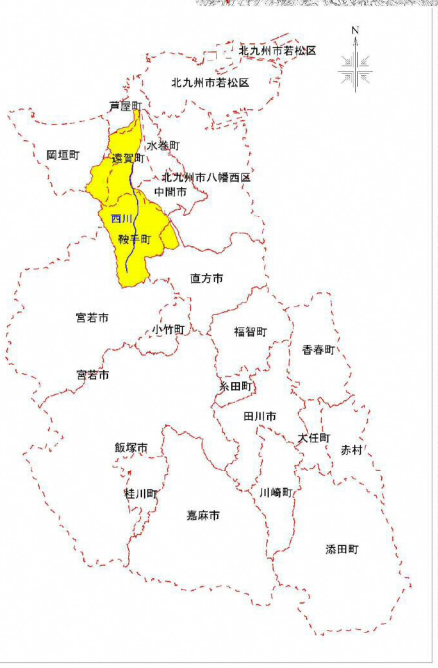 N
北九州市若松区
北九州市若松区
芦屋町
水巻町
岡垣町
遠賀町
北九州市八幡西区
中間市
西川
鞍手町
直方市
宮若市
小竹町
福智町
香春町
宮若市
糸田町
田川市
大任町
赤村
飯塚市
桂川町
川崎町
嘉麻市
添田町